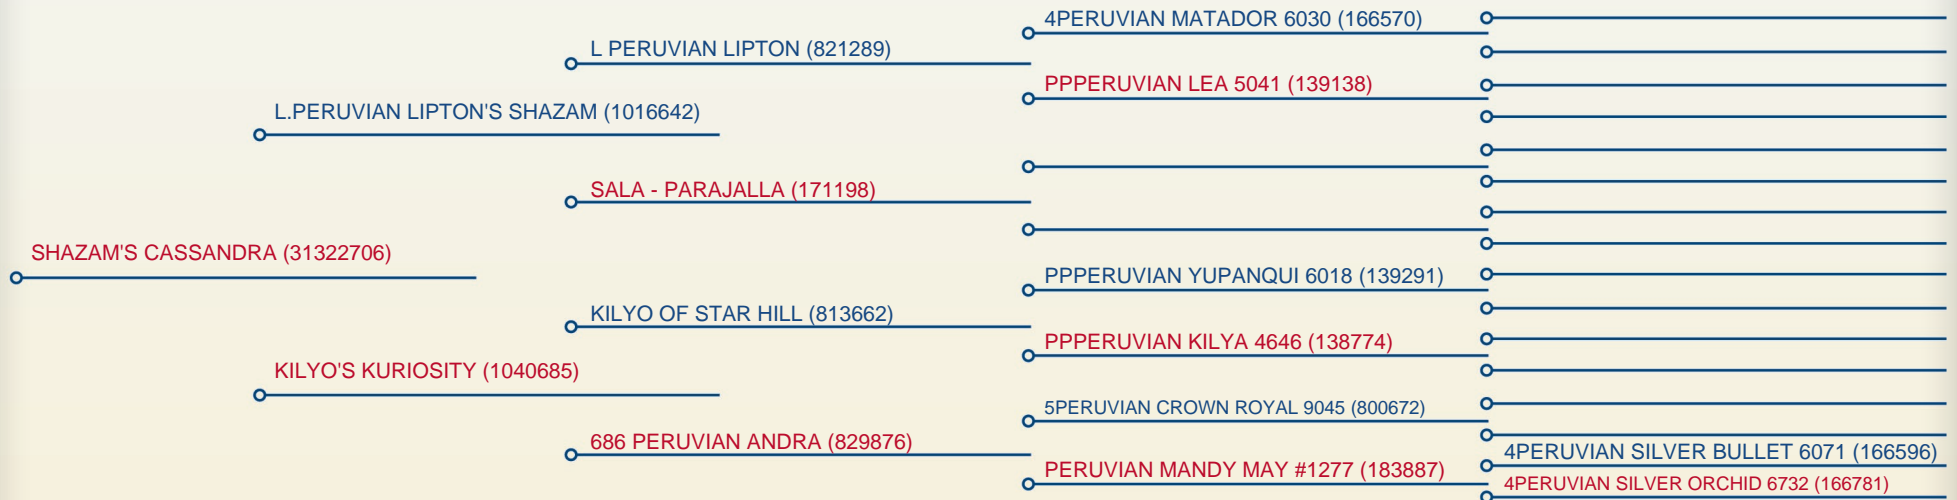 4PERUVIAN MATADOR 6030 (166570)
L PERUVIAN LIPTON (821289)
PPPERUVIAN LEA 5041 (139138)
L.PERUVIAN LIPTON'S SHAZAM (1016642)
SALA - PARAJALLA (171198)
SHAZAM'S CASSANDRA (31322706)
PPPERUVIAN YUPANQUI 6018 (139291)
KILYO OF STAR HILL (813662)
PPPERUVIAN KILYA 4646 (138774)
KILYO'S KURIOSITY (1040685)
5PERUVIAN CROWN ROYAL 9045 (800672)
686 PERUVIAN ANDRA (829876)
4PERUVIAN SILVER BULLET 6071 (166596)
PERUVIAN MANDY MAY #1277 (183887)
4PERUVIAN SILVER ORCHID 6732 (166781)